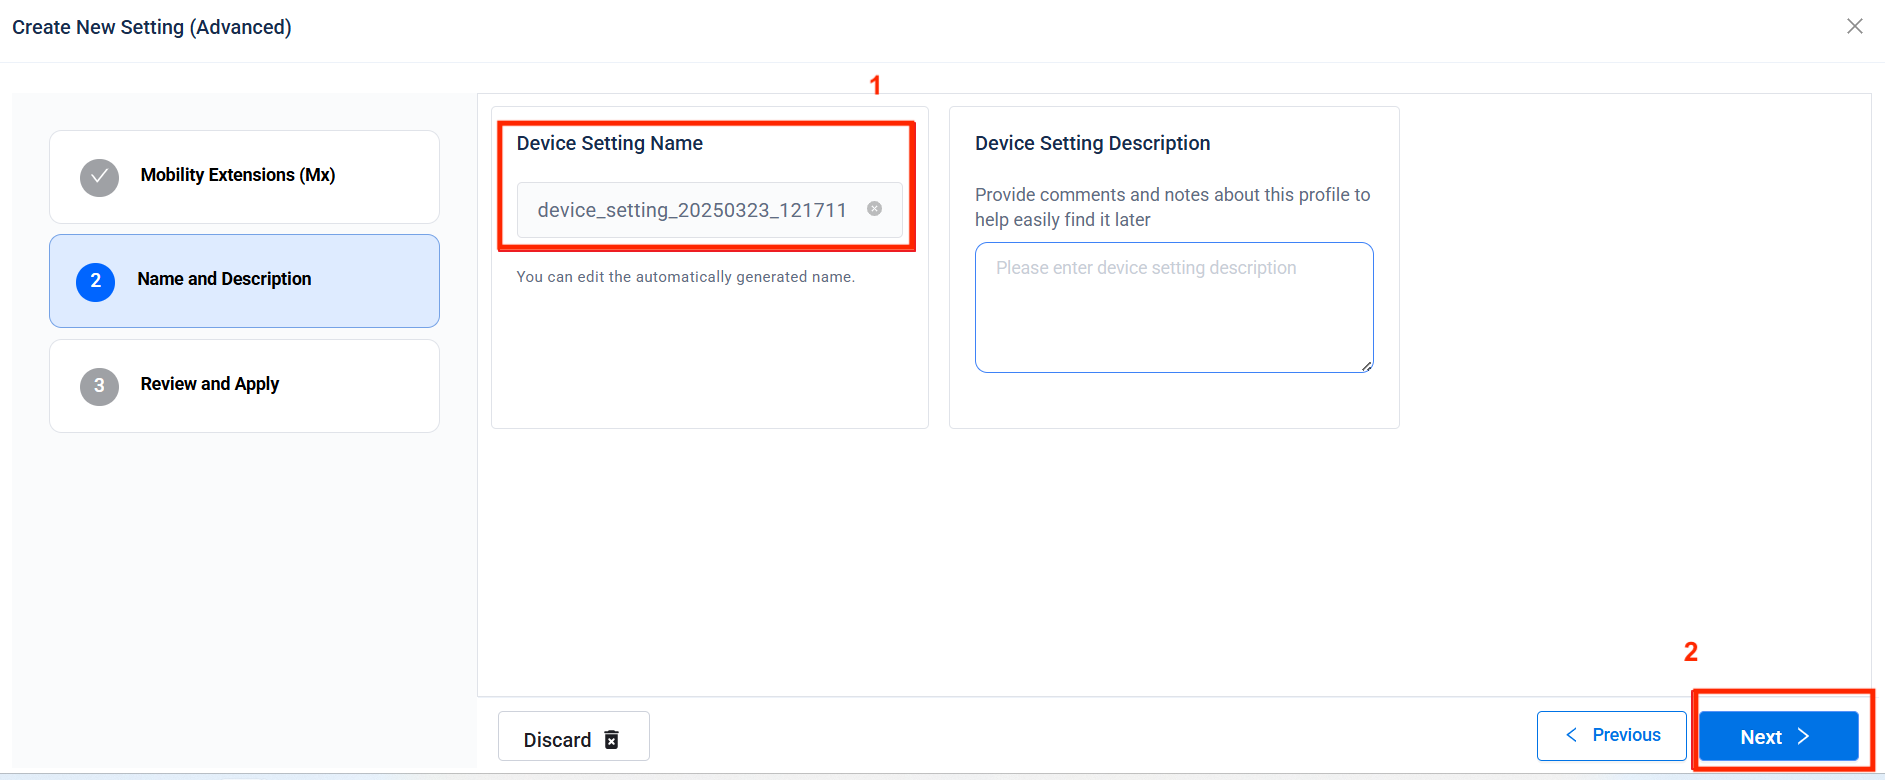 Create New Setting (Advanced)
1
Mobility Extensions (Mx)
2
Name and Description
3
Review and Apply
Device Setting Name
device_setting_20250323_121711
You can edit the automatically generated name.
Device Setting Description
Provide comments and notes about this profile to
help easily find it later
Please enter device setting description
2
Discard
Previous
Next